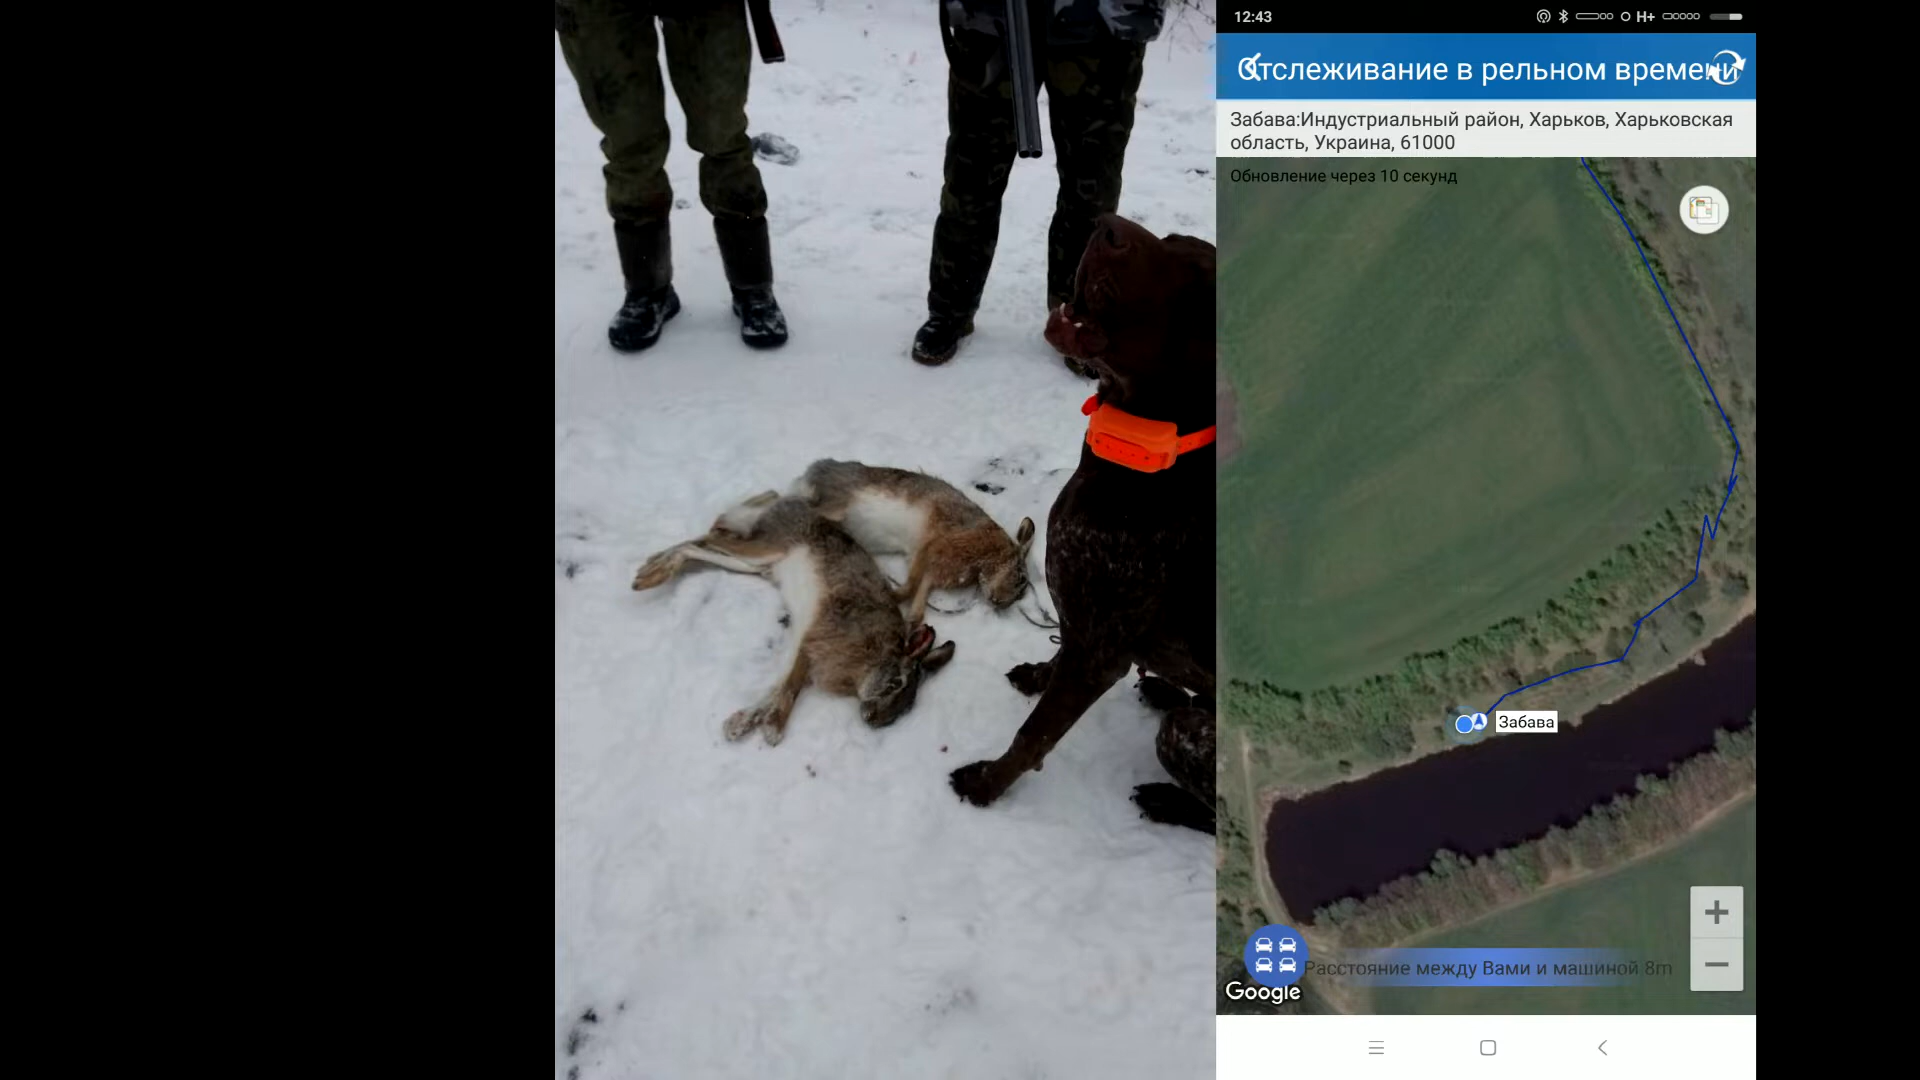 12:43
H+
Отслеживание в рельном времени
Забава:Индустриальный район, Харьков, Харьковская
область, Украина, 61000
Обновление через 10 секунд
Забава
Расстояние между Вами и машиной 8m
Google